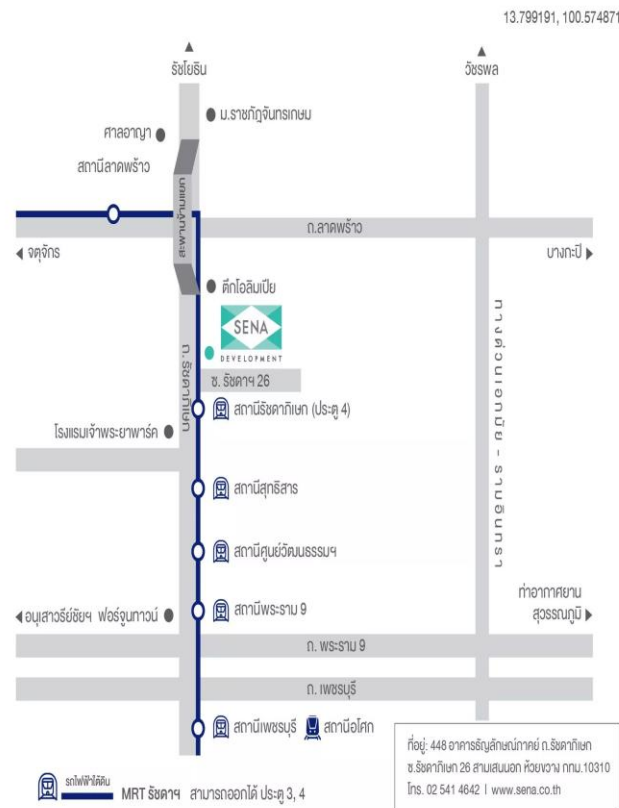 13.799191, 100.574871
รัชโยธิน
วัชรพล
ม.ราชภัฏจันทรเกษม
ศาลอาญา
สถานีลาดพร้าว
สะพานข้ามแยก
ถ.ลาดพร้าว
จตุจักร
บางกะปิ
ตึกโอลิมเปีย
SENA
DEVELOPMENT
ซ. รัชดาฯ 26
ถ.รัชดาภิเษก
สถานีรัชดาภิเษก (ประตู 4)
โรงแรมเจ้าพระยาพาร์ค
สถานีสุทธิสาร
ทางด่วนเอกมัย - รามอินทรา
สถานีศูนย์วัฒนธรรมฯ
ท่าอากาศยาน
สุวรรณภูมิ
อนุเสาวรีย์ชัยฯ ฟอร์จูนทาวน์
สถานีพระราม 9
ถ. พระราม 9
ถ. เพชรบุรี
สถานีเพชรบุรี สถานีอโศก
ที่อยู่: 448 อาคารธัญลักษณ์ภาคย์ ถ.รัชดาภิเษก
ซ.รัชดาภิเษก 26 สามเสนนอก ห้วยขวาง กทม.10310
โทร. 02 541 4642 | www.sena.co.th
รถไฟฟ้าใต้ดิน
MRT รัชดาฯ สามารถออกได้ ประตู 3, 4